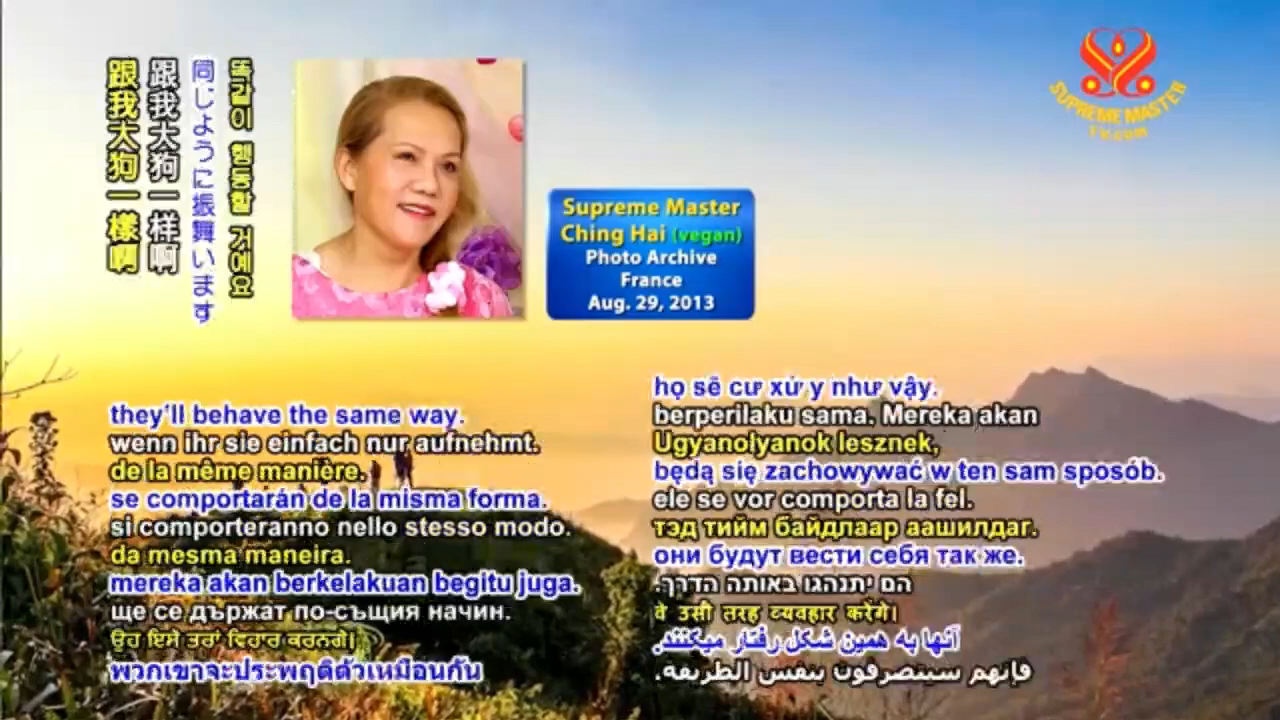 跟我大狗一樣啊
跟我大狗一样啊
同じように振舞います
똑같이 행동할 거예요
SUPREME MASTER
TV.com
Supreme Master
Ching Hai (vegan)
Photo Archive
France
Aug. 29, 2013
they'll behave the same way.
wenn ihr sie einfach nur aufnehmt.
de la même manière.
se comportarán de la misma forma.
si comporteranno nello stesso modo.
da mesma maneira.
mereka akan berkelakuan begitu juga.
ще се държат по-същия начин.
ਉਹ ਇਸੇ ਤਰਾਂ ਵਿਹਾਰ ਕਰਨਗੇ।
พวกเขาจะประพฤติตัวเหมือนกัน
họ sẽ cư xử y như vậy.
berperilaku sama. Mereka akan
Ugyanolyanok lesznek,
będą się zachowywać w ten sam sposób.
ele se vor comporta la fel.
тэд тийм байдлаар аашилдаг.
они будут вести себя так же.
הם יתנהגו באותה הדרך.
वे उसी तरह व्यवहार करेंगे।
آنها به همین شکل رفتار میکنند.
فإنهم سيتصرفون بنفس الطريقة.